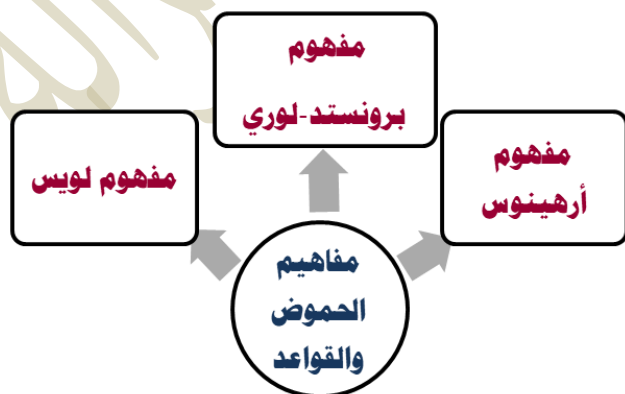 مفهوم
برونستد-لوري
مفهوم
أرهينوس
مفهوم لويس
مفاهيم
الحموض
والقواعد